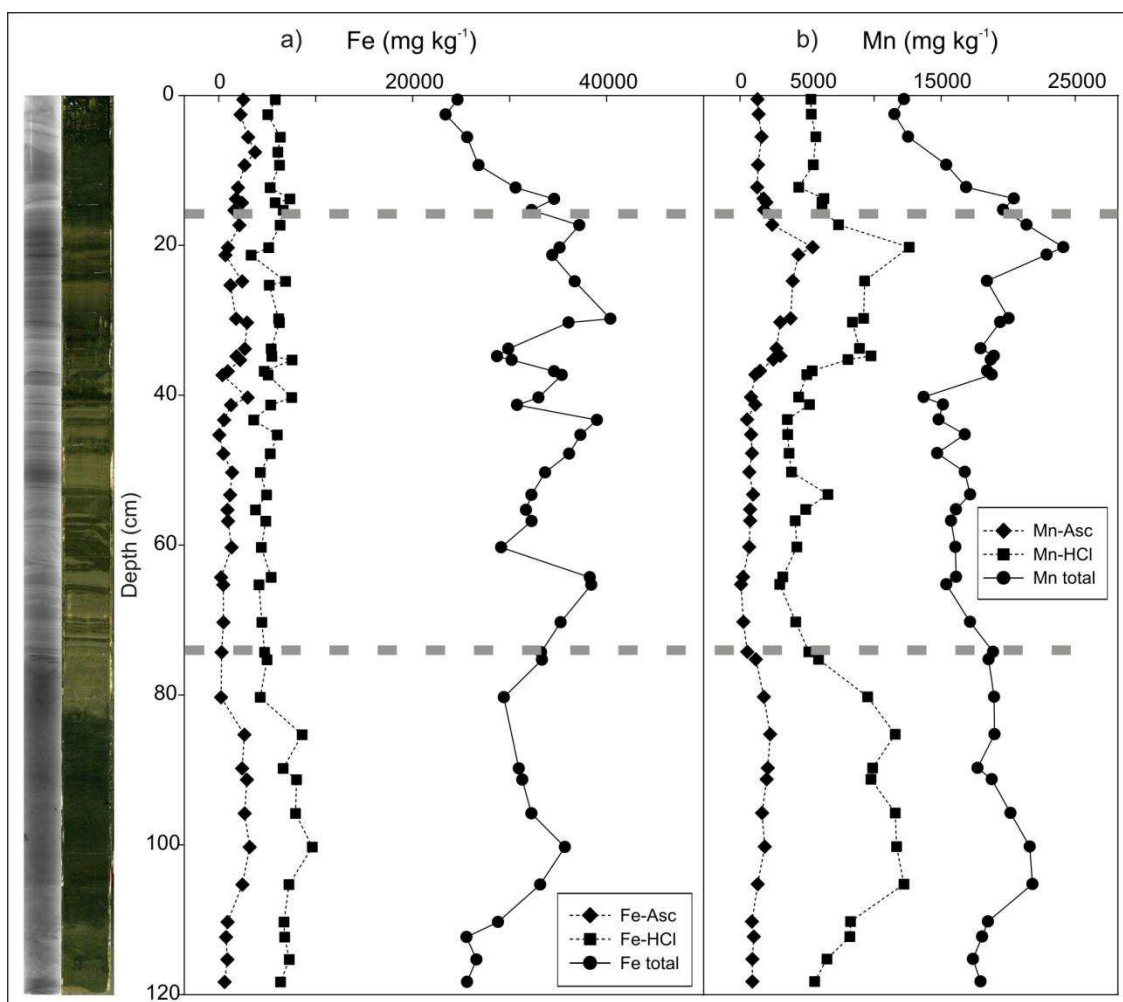 a)
Fe (mg kg-1)
b)
Mn (mg kg-1)
0 20000 40000
0 5000 15000 25000
0
20
40
60
80
100
120
Depth (cm)
Mn-Asc
Mn-HCl
Mn total
Fe-Asc
Fe-HCl
Fe total